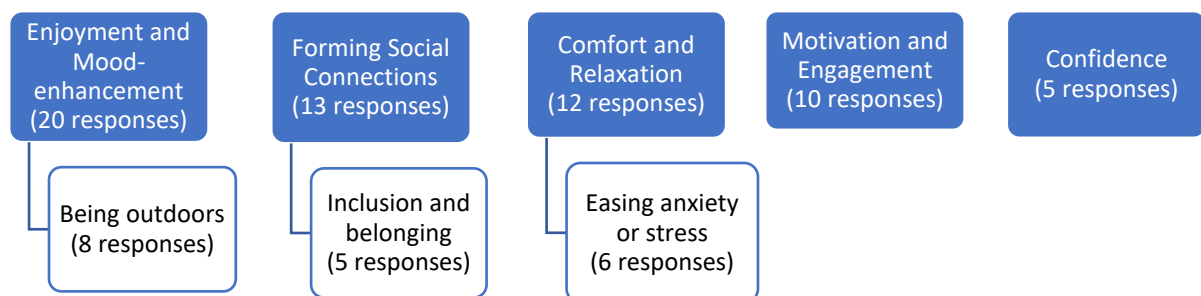 Enjoyment and
Mood-
enhancement
(20 responses)
Being outdoors
(8 responses)
Forming Social
Connections
(13 responses)
Inclusion and
belonging
(5 responses)
Comfort and
Relaxation
(12 responses)
Easing anxiety
or stress
(6 responses)
Motivation and
Engagement
(10 responses)
Confidence
(5 responses)